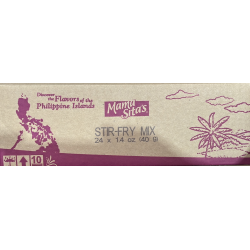 Discover
the Flavors of the
Philippine Islands
Mama
Sita's
STIR-FRY MIX
24 x 1.4 oz (40 g)
10